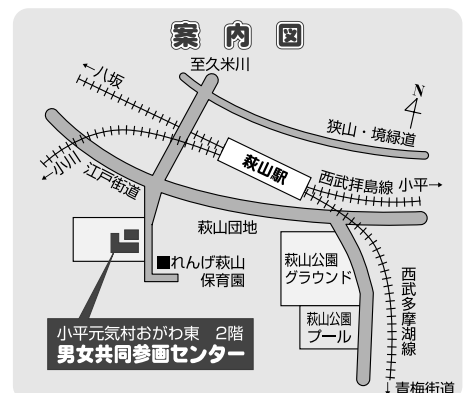 案内図
至久米川
←八坂
N
狭山・境緑道
萩山駅
←小川
江戸街道
西武拝島線 小平→
萩山団地
■れんげ萩山
保育園
萩山公園
グラウンド
萩山公園
プール
西武多摩湖線
小平元気村おがわ東 2階
男女共同参画センター
↓青梅街道